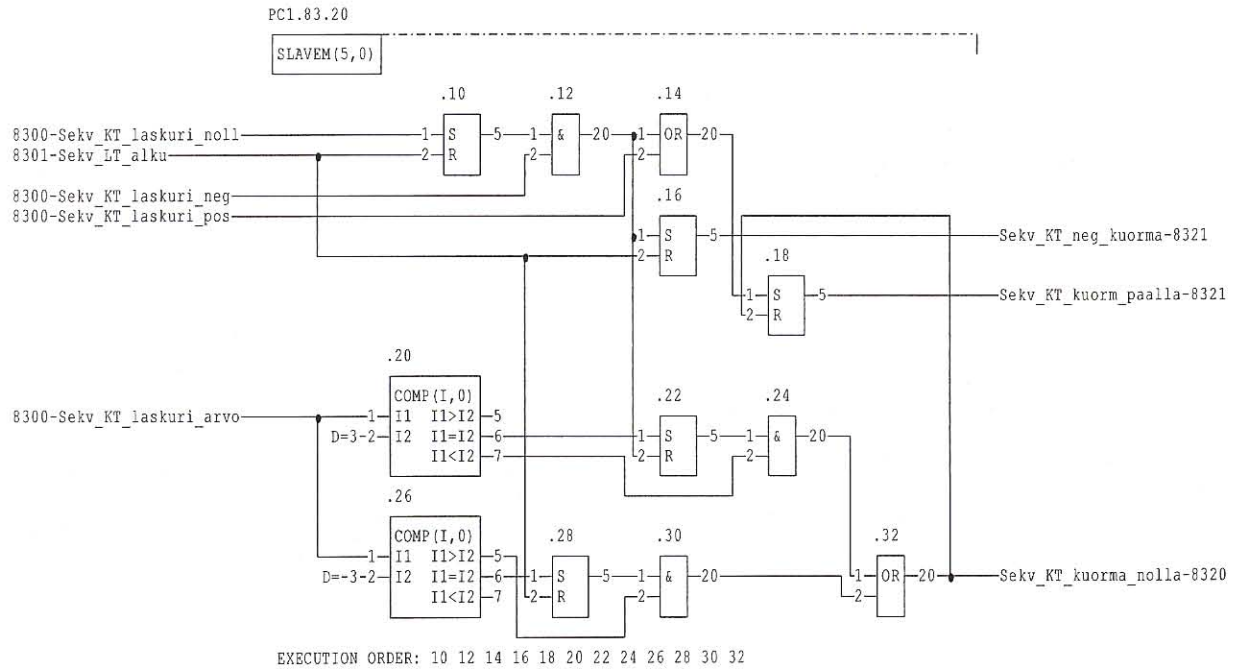 PC1.83.20
SLAVEM(5,0)
.10 .12 .14
8300-Sekv_KT_laskuri_noll 1 S 5 1 & 20 1 OR 20
8301-Sekv_LT_alku 2 R 2 2
8300-Sekv_KT_laskuri_neg
8300-Sekv_KT_laskuri_pos
.16
1 S 5 Sekv_KT_neg_kuorma-8321
2 R
.18
1 S 5 Sekv_KT_kuorm_paalla-8321
2 R
.20
COMP(I,0) .22 .24
8300-Sekv_KT_laskuri_arvo 1 I1 I1>I2 5
D=3-2 I2 I1=I2 6 1 S 5 1 & 20
I1<I2 7 2 R 2
.26
COMP(I,0) .28 .30 .32
1 I1 I1>I2 5
D=-3-2 I2 I1=I2 6 1 S 5 1 & 20 1 OR 20 Sekv_KT_kuorma_nolla-8320
I1<I2 7 2 R 2 2
EXECUTION ORDER: 10 12 14 16 18 20 22 24 26 28 30 32